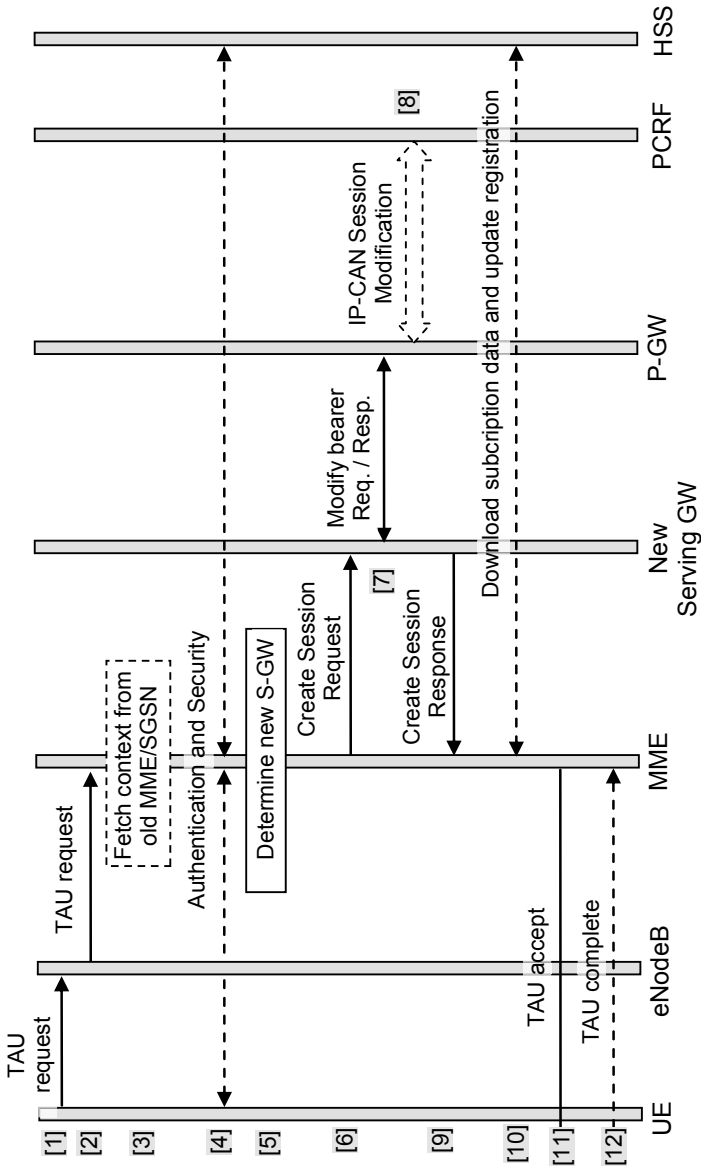 UE
eNodeB
MME
New
Serving GW
P-GW
PCRF
HSS
[1]
TAU
request
[2]
TAU request
[3]
Fetch context from
old MME/SGSN
[4]
Authentication and Security
[5]
Determine new S-GW
[6]
Create Session
Request
[7]
Modify bearer
Req. / Resp.
IP-CAN Session
Modification
[8]
[9]
Create Session
Response
[10]
Download subcription data and update registration
[11]
TAU accept
[12]
TAU complete